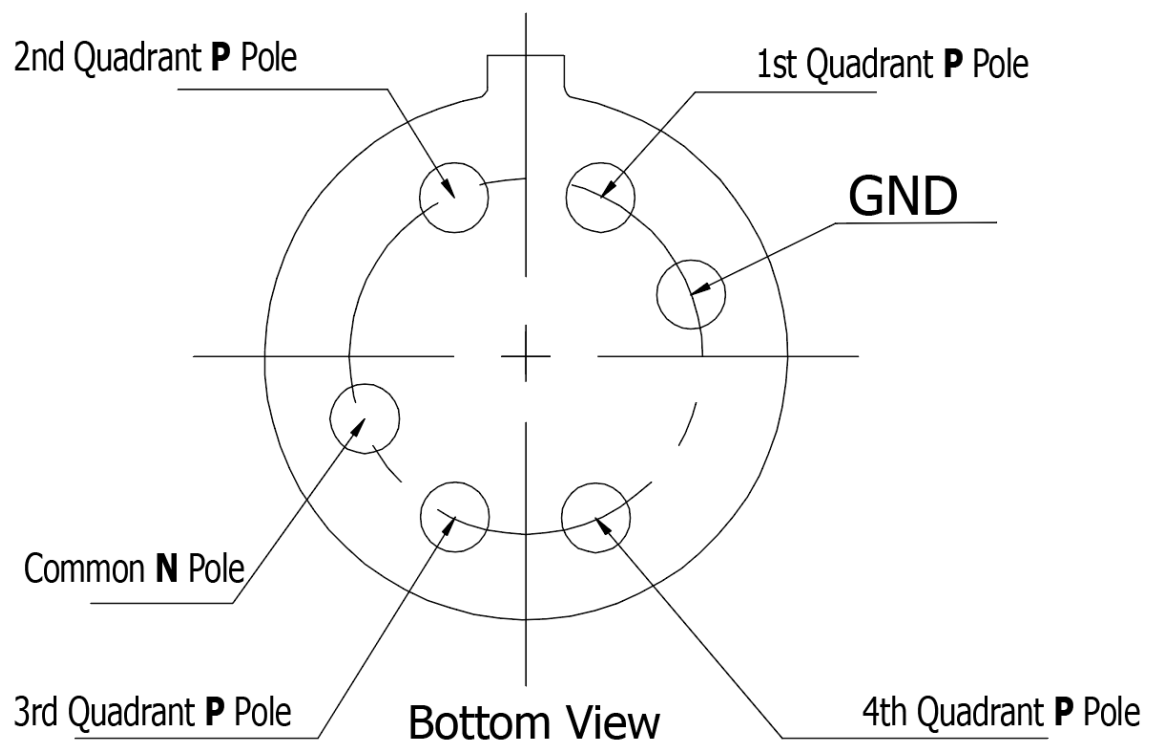 2nd Quadrant P Pole
1st Quadrant P Pole
GND
Common N Pole
3rd Quadrant P Pole
Bottom View
4th Quadrant P Pole